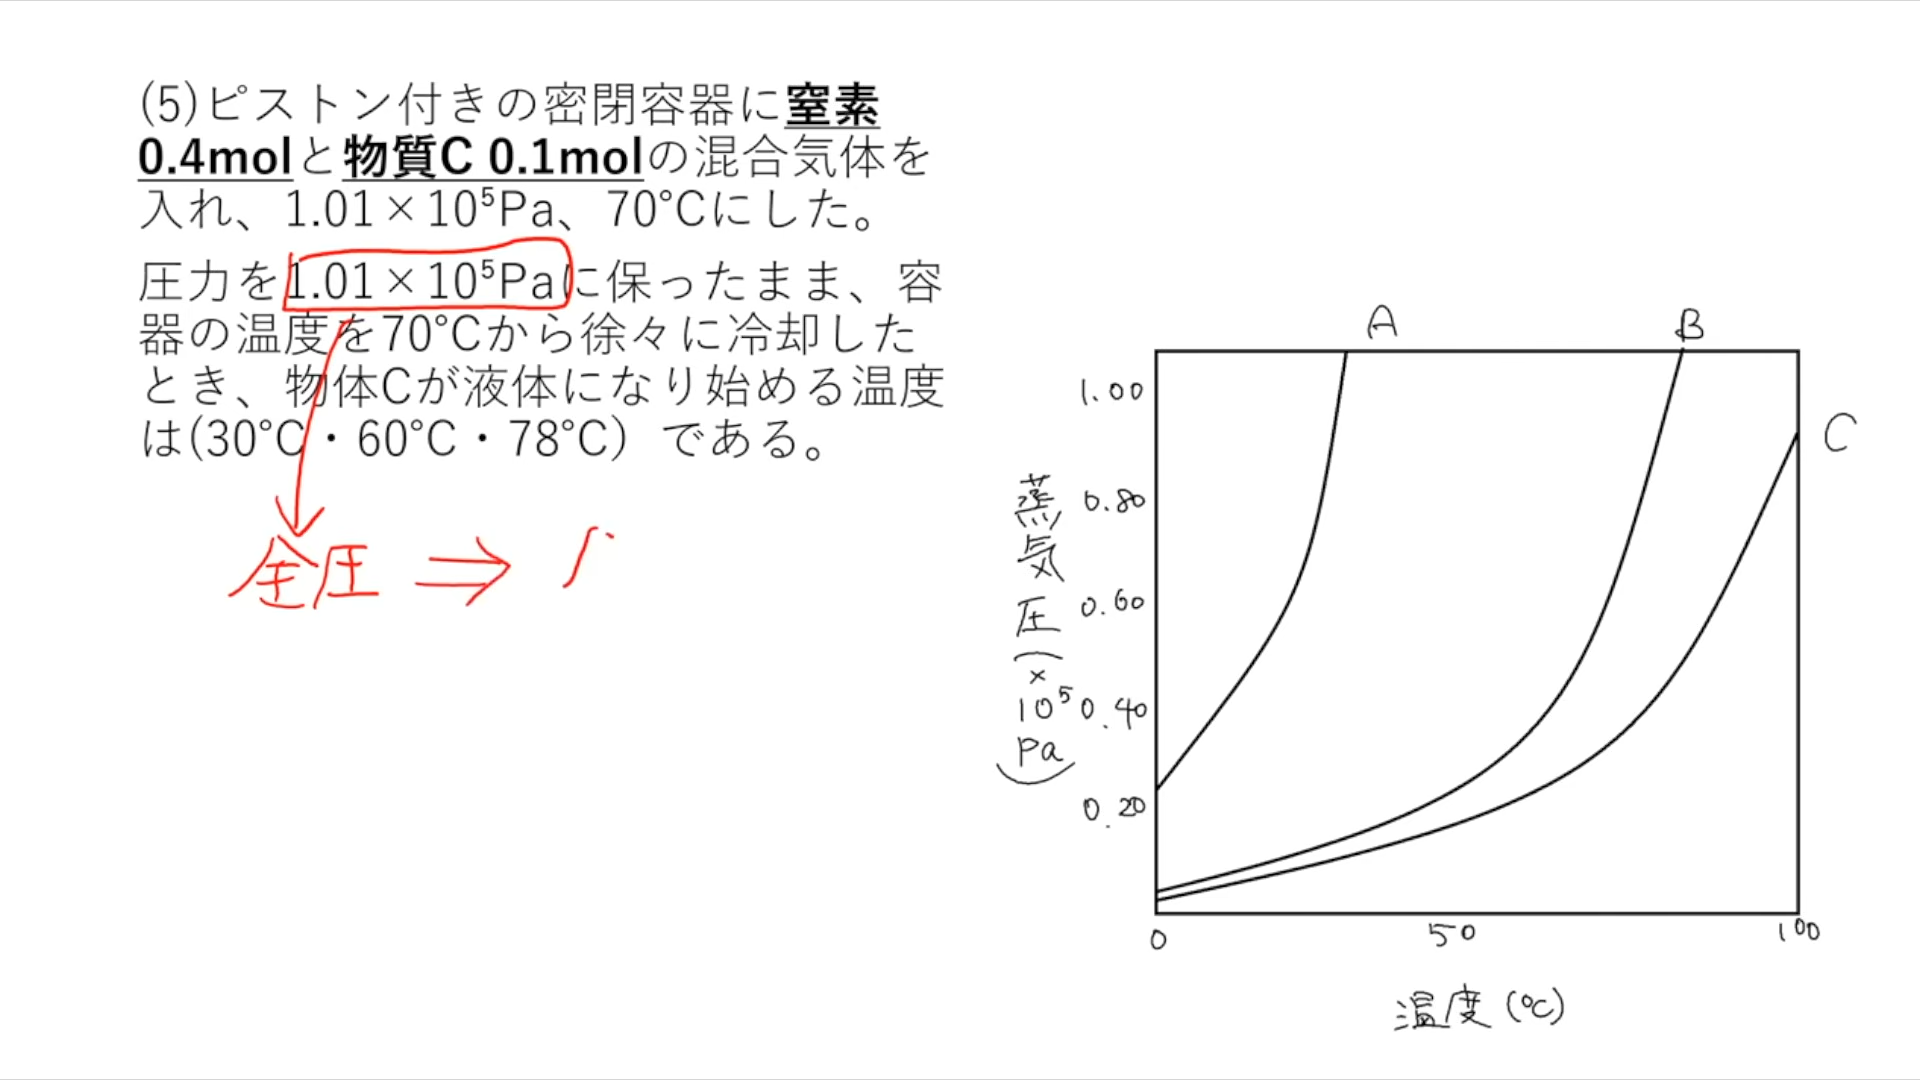 (5)ピストン付きの密閉容器に窒素
0.4molと物質C 0.1molの混合気体を
入れ、1.01×10⁵Pa、70°Cにした。
圧力を1.01×10⁵Paに保ったまま、容
器の温度を70°Cから徐々に冷却した
とき、物体Cが液体になり始める温度
は(30°C・60°C・78°C）である。
全圧 ⇒
A
B
C
1.00
0.80
0.60
0.40
0.20
蒸気圧(×10⁵Pa)
0
50
100
温度(℃)